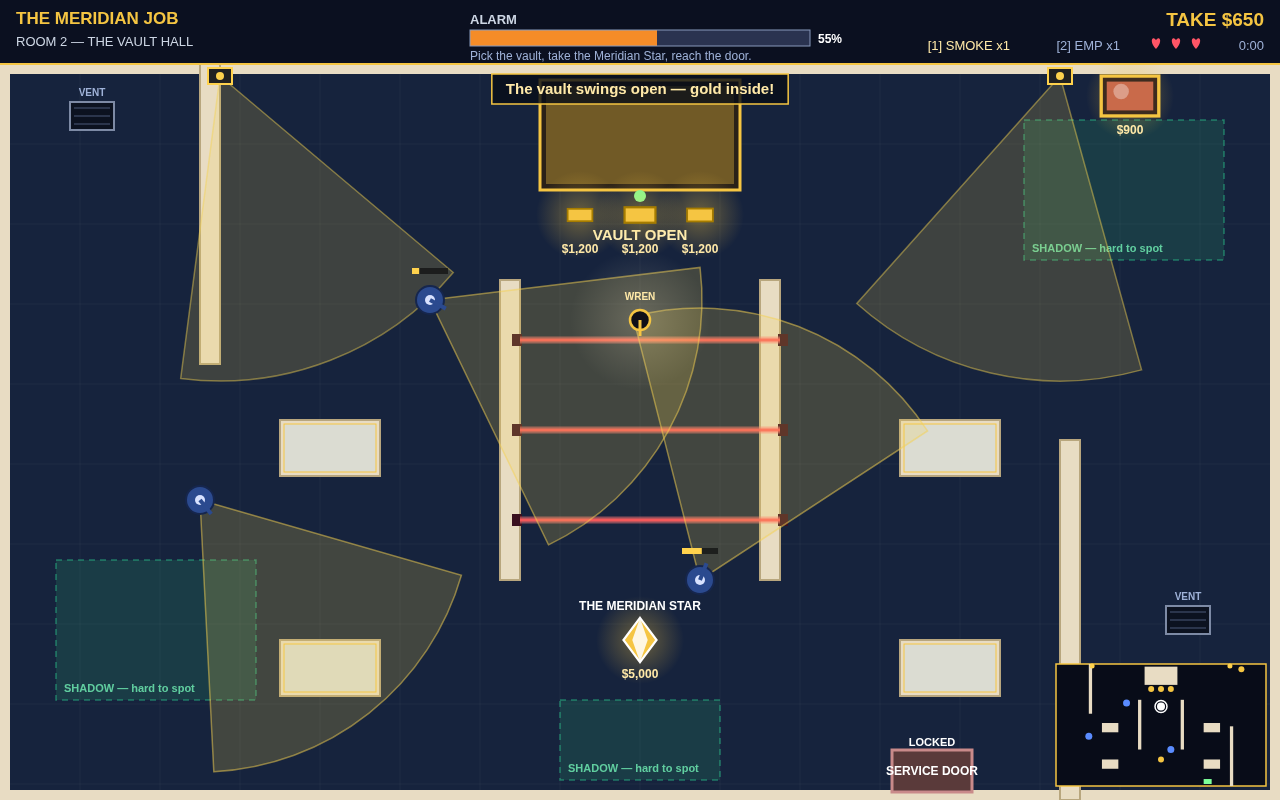 THE MERIDIAN JOB
ROOM 2 — THE VAULT HALL
ALARM
55%
Pick the vault, take the Meridian Star, reach the door.
TAKE $650
[1] SMOKE x1
[2] EMP x1
0:00
The vault swings open — gold inside!
VENT
$900
SHADOW — hard to spot
VAULT OPEN
$1,200
$1,200
$1,200
WREN
THE MERIDIAN STAR
$5,000
VENT
SHADOW — hard to spot
SHADOW — hard to spot
LOCKED
SERVICE DOOR